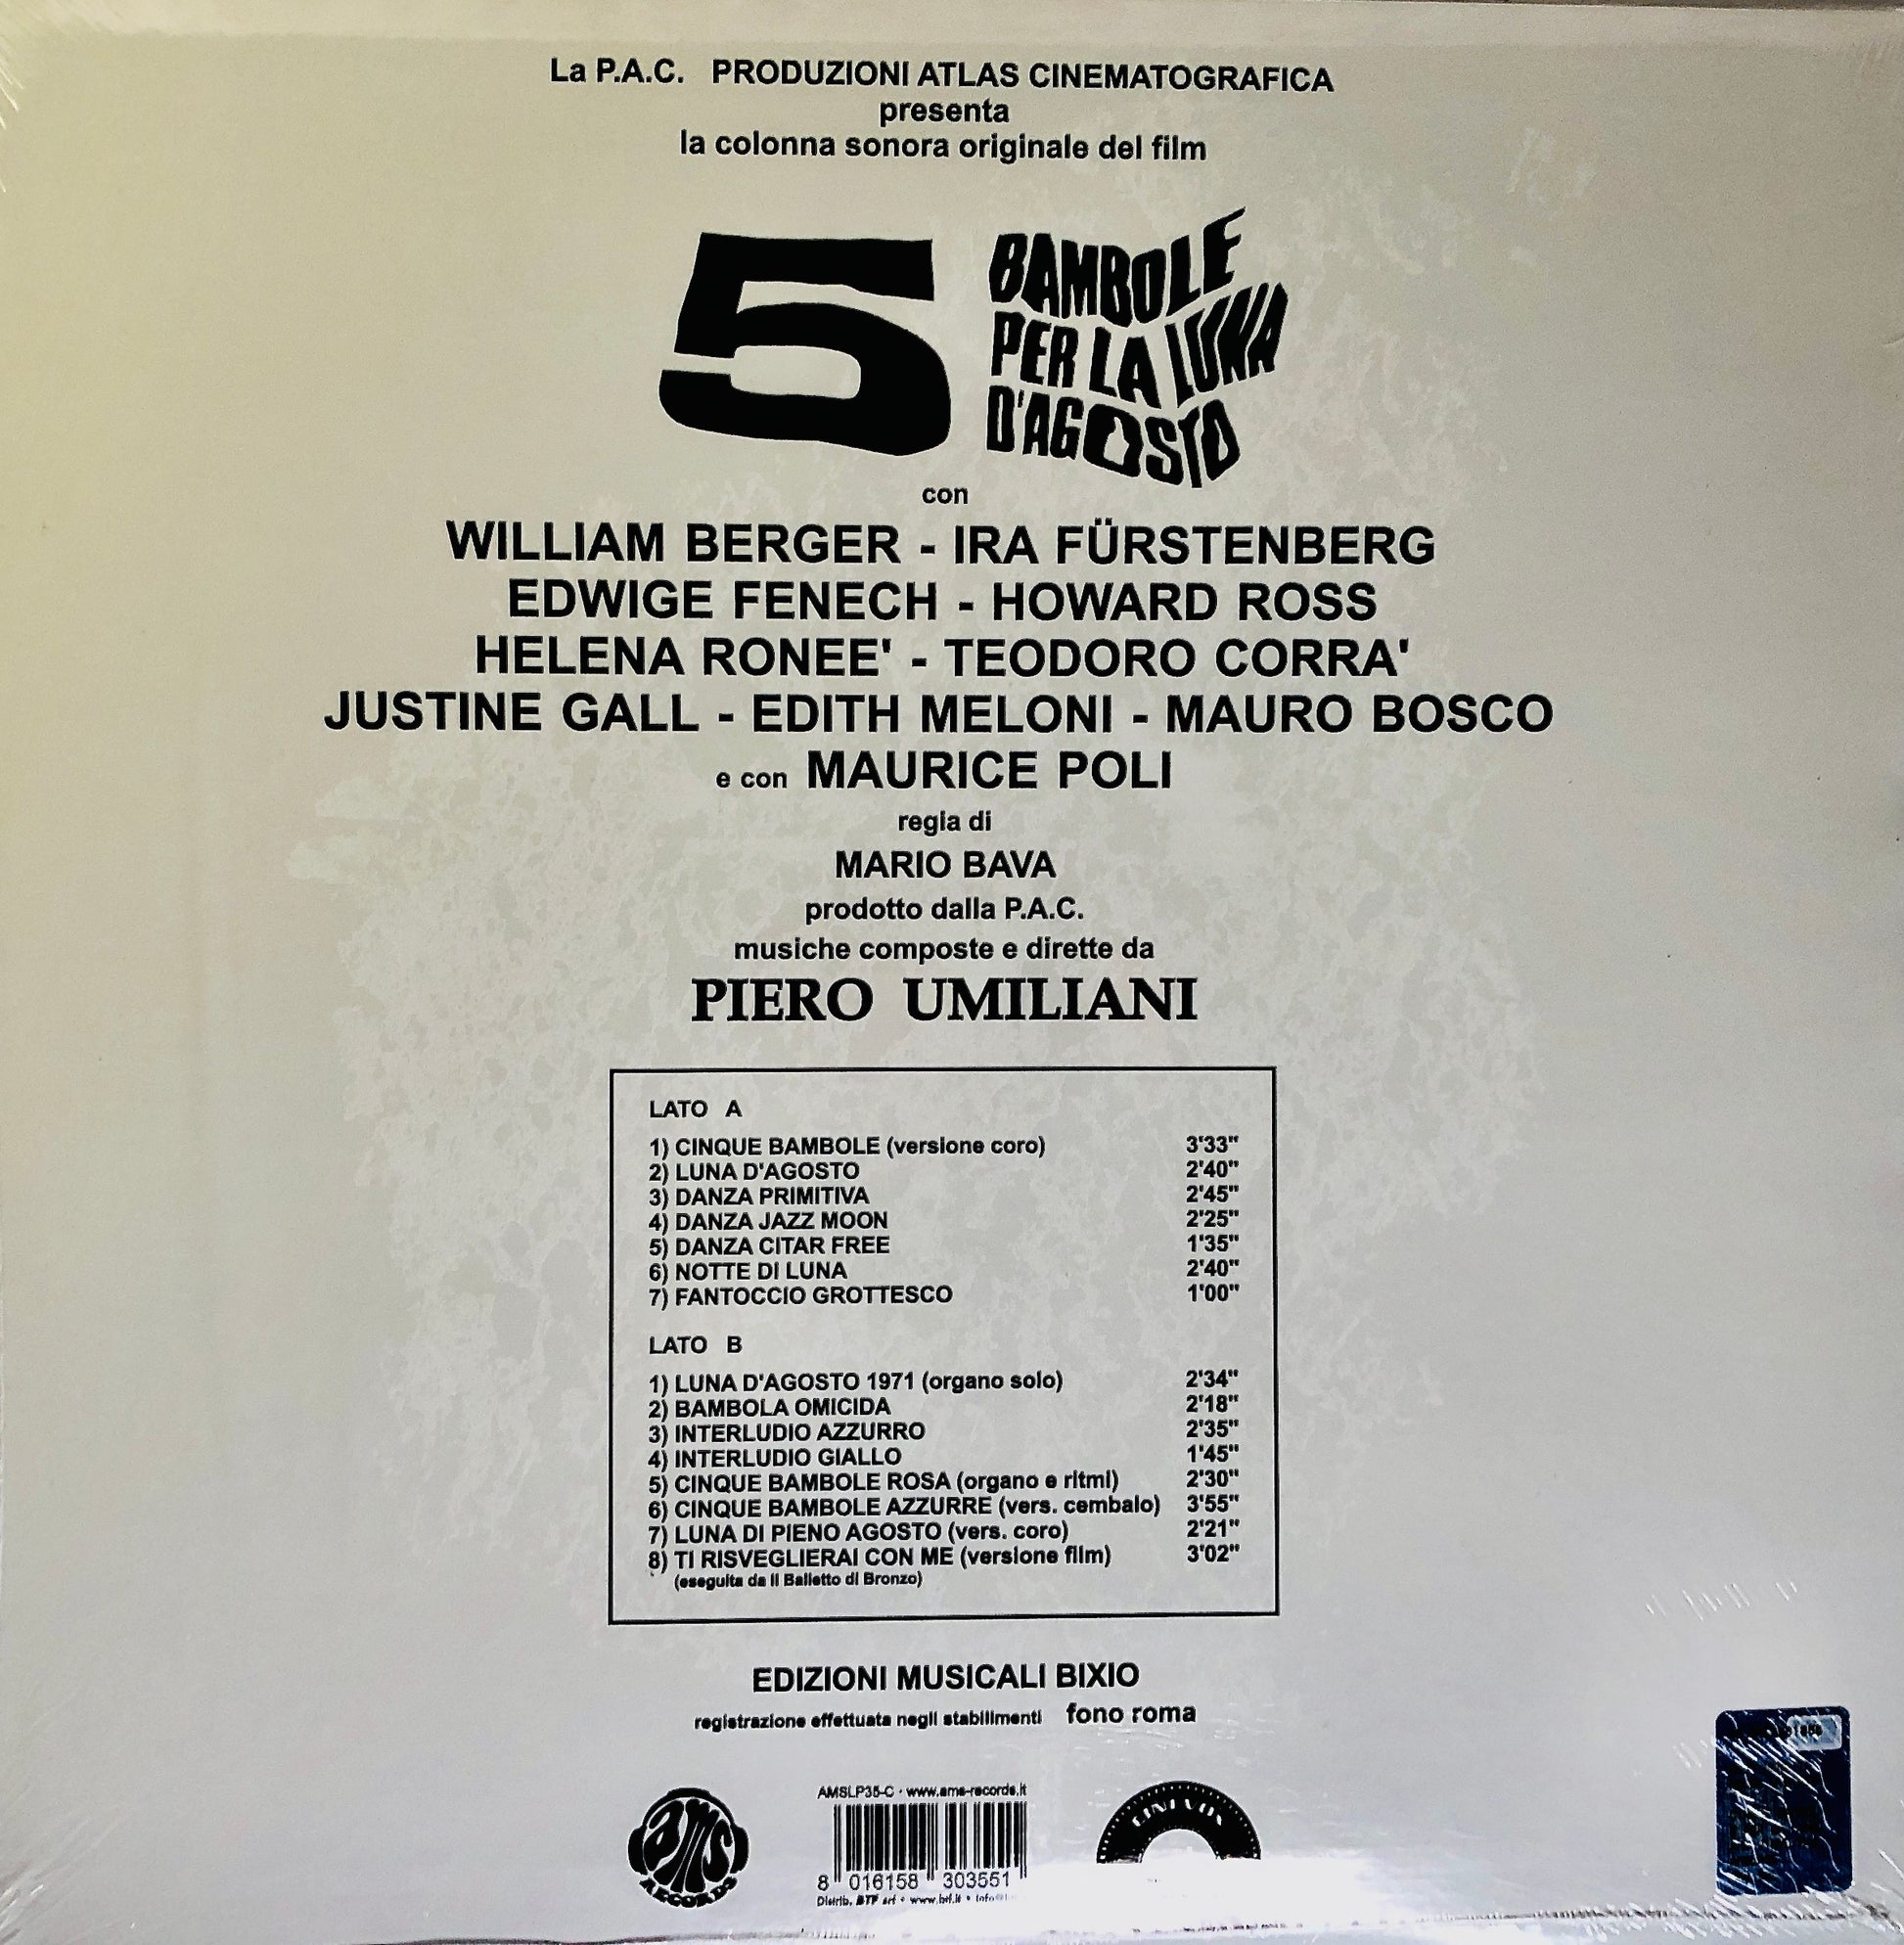 La P.A.C. PRODUZIONI ATLAS CINEMATOGRAFICA
presenta
la colonna sonora originale del film
5 BAMBOLE
PER LA LUNA
D'AGOSTO
con
WILLIAM BERGER - IRA FÜRSTENBERG
EDWIGE FENECH - HOWARD ROSS
HELENA RONEE' - TEODORO CORRA'
JUSTINE GALL - EDITH MELONI - MAURO BOSCO
e con MAURICE POLI
regia di
MARIO BAVA
prodotto dalla P.A.C.
musiche composte e dirette da
PIERO UMILIANI
LATO A
1) CINQUE BAMBOLE (versione coro) 3'33"
2) LUNA D'AGOSTO 2'40"
3) DANZA PRIMITIVA 2'45"
4) DANZA JAZZ MOON 2'25"
5) DANZA CITAR FREE 1'35"
6) NOTTE DI LUNA 2'40"
7) FANTOCCIO GROTTESCO 1'00"
LATO B
1) LUNA D'AGOSTO 1971 (organo solo) 2'34"
2) BAMBOLA OMICIDA 2'18"
3) INTERLUDIO AZZURRO 2'35"
4) INTERLUDIO GIALLO 1'45"
5) CINQUE BAMBOLE ROSA (organo e ritmi) 2'30"
6) CINQUE BAMBOLE AZZURRE (vers. cembalo) 3'55"
7) LUNA DI PIENO AGOSTO (vers. coro) 2'21"
8) TI RISVEGLIERAI CON ME (versione film) 3'02"
(eseguita da Il Balletto di Bronzo)
EDIZIONI MUSICALI BIXIO
registrazione effettuata negli stabilimenti fono roma
AMSLP35-C · www.ams-records.it
ams
RECORDS
CINEVOX
8 016158 303551
Distrib. BTF srl • www.btf.it •